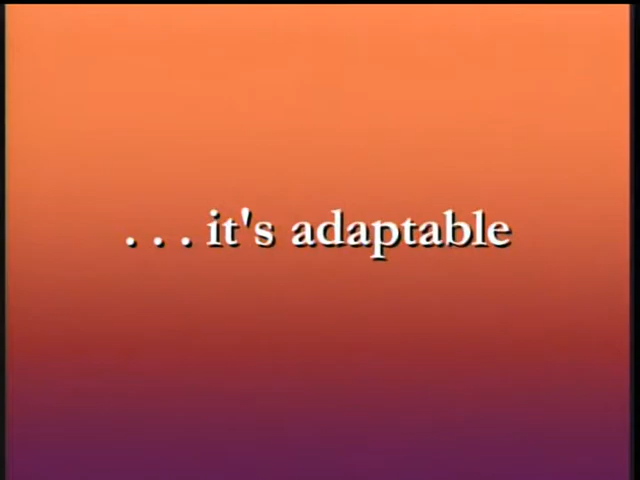 . . . it's adaptable